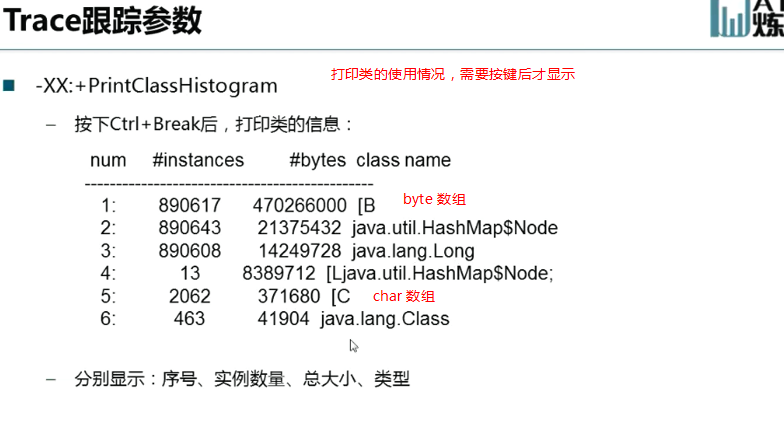 Trace跟踪参数
炼
-XX:+PrintClassHistogram
打印类的使用情况，需要按键后才显示
– 按下Ctrl+Break后，打印类的信息：
num #instances #bytes class name
----------------------------------------------
1: 890617 470266000 [B
byte 数组
2: 890643 21375432 java.util.HashMap$Node
3: 890608 14249728 java.lang.Long
4: 13 8389712 [Ljava.util.HashMap$Node;
5: 2062 371680 [C
char 数组
6: 463 41904 java.lang.Class
– 分别显示：序号、实例数量、总大小、类型